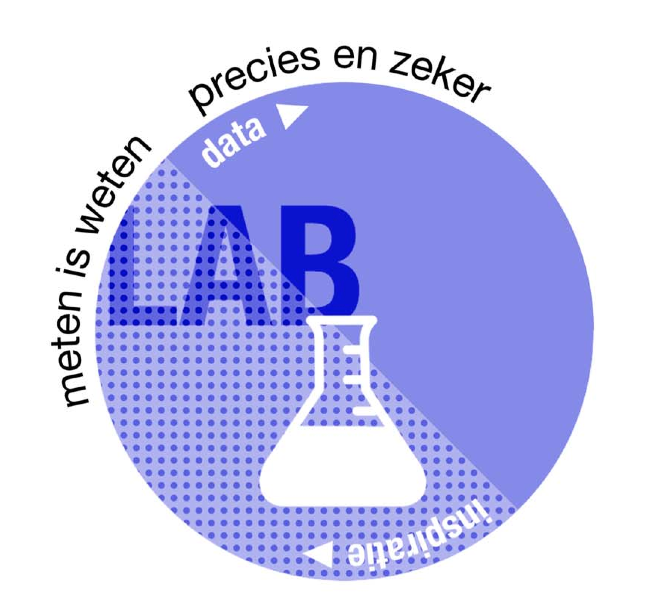 meten is weten
precies en zeker
data
LAB
inspiratie